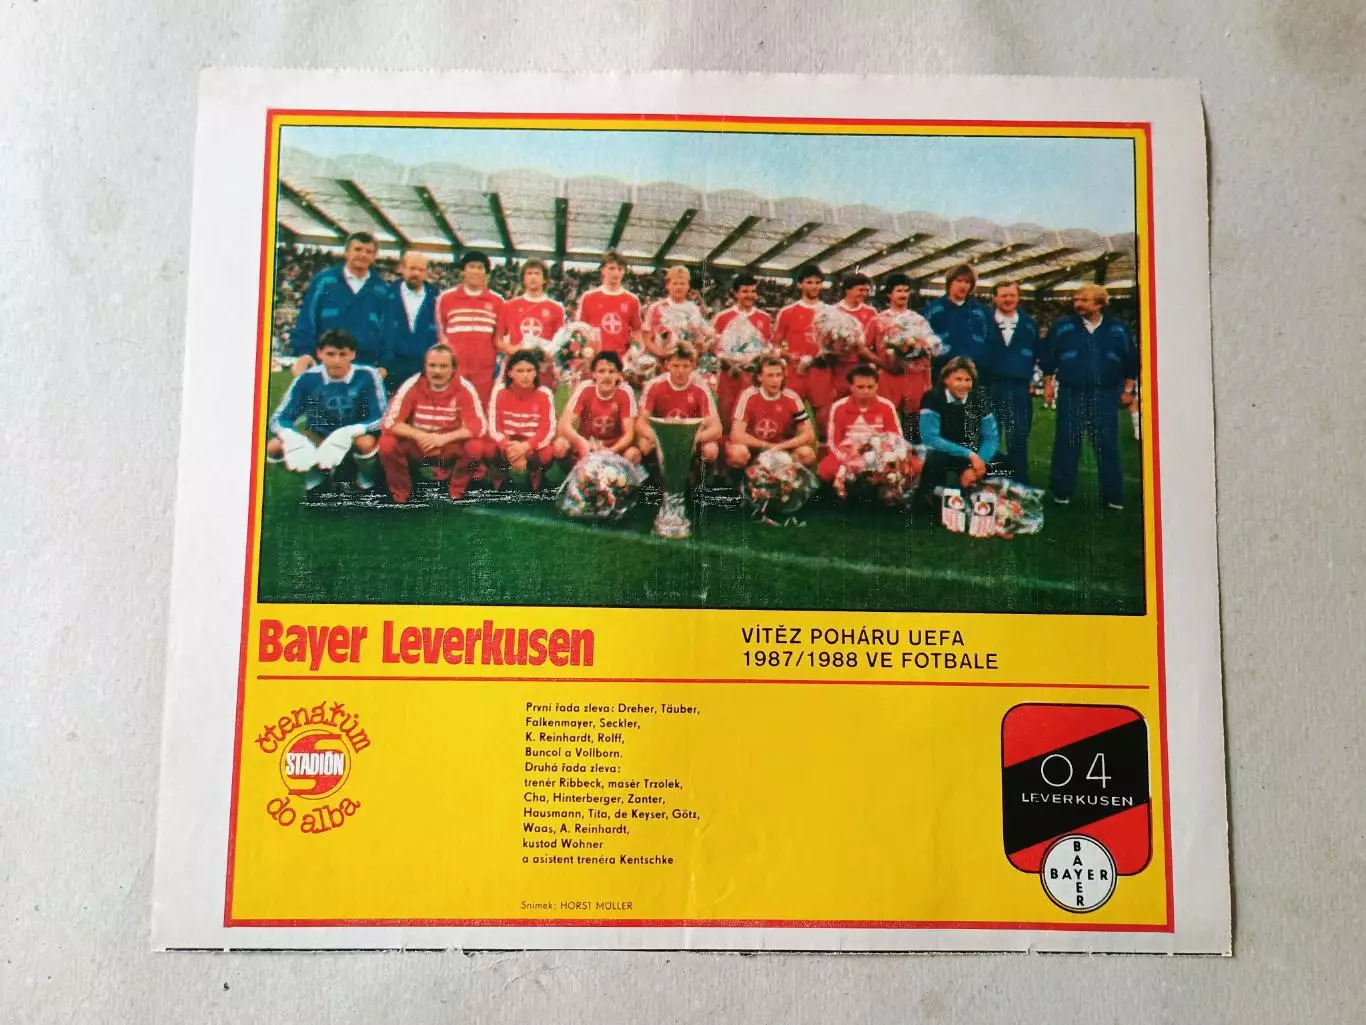 Bayer Leverkusen
VÍTĚZ POHÁRU UEFA
1987/1988 VE FOTBALE
čtenářům
STADIÓN
do alba
První řada zleva: Dreher, Täuber,
Falkenmayer, Seckler,
K. Reinhardt, Rolff,
Buncol a Vollborn.
Druhá řada zleva:
trenér Ribbeck, masér Trzolek,
Cha, Hinterberger, Zanter,
Hausmann, Tita, de Keyser, Götz,
Waas, A. Reinhardt,
kustod Wohner
a asistent trenéra Kentschke
Snímek: HORST MÜLLER
04
LEVERKUSEN
BAYER
BAYER